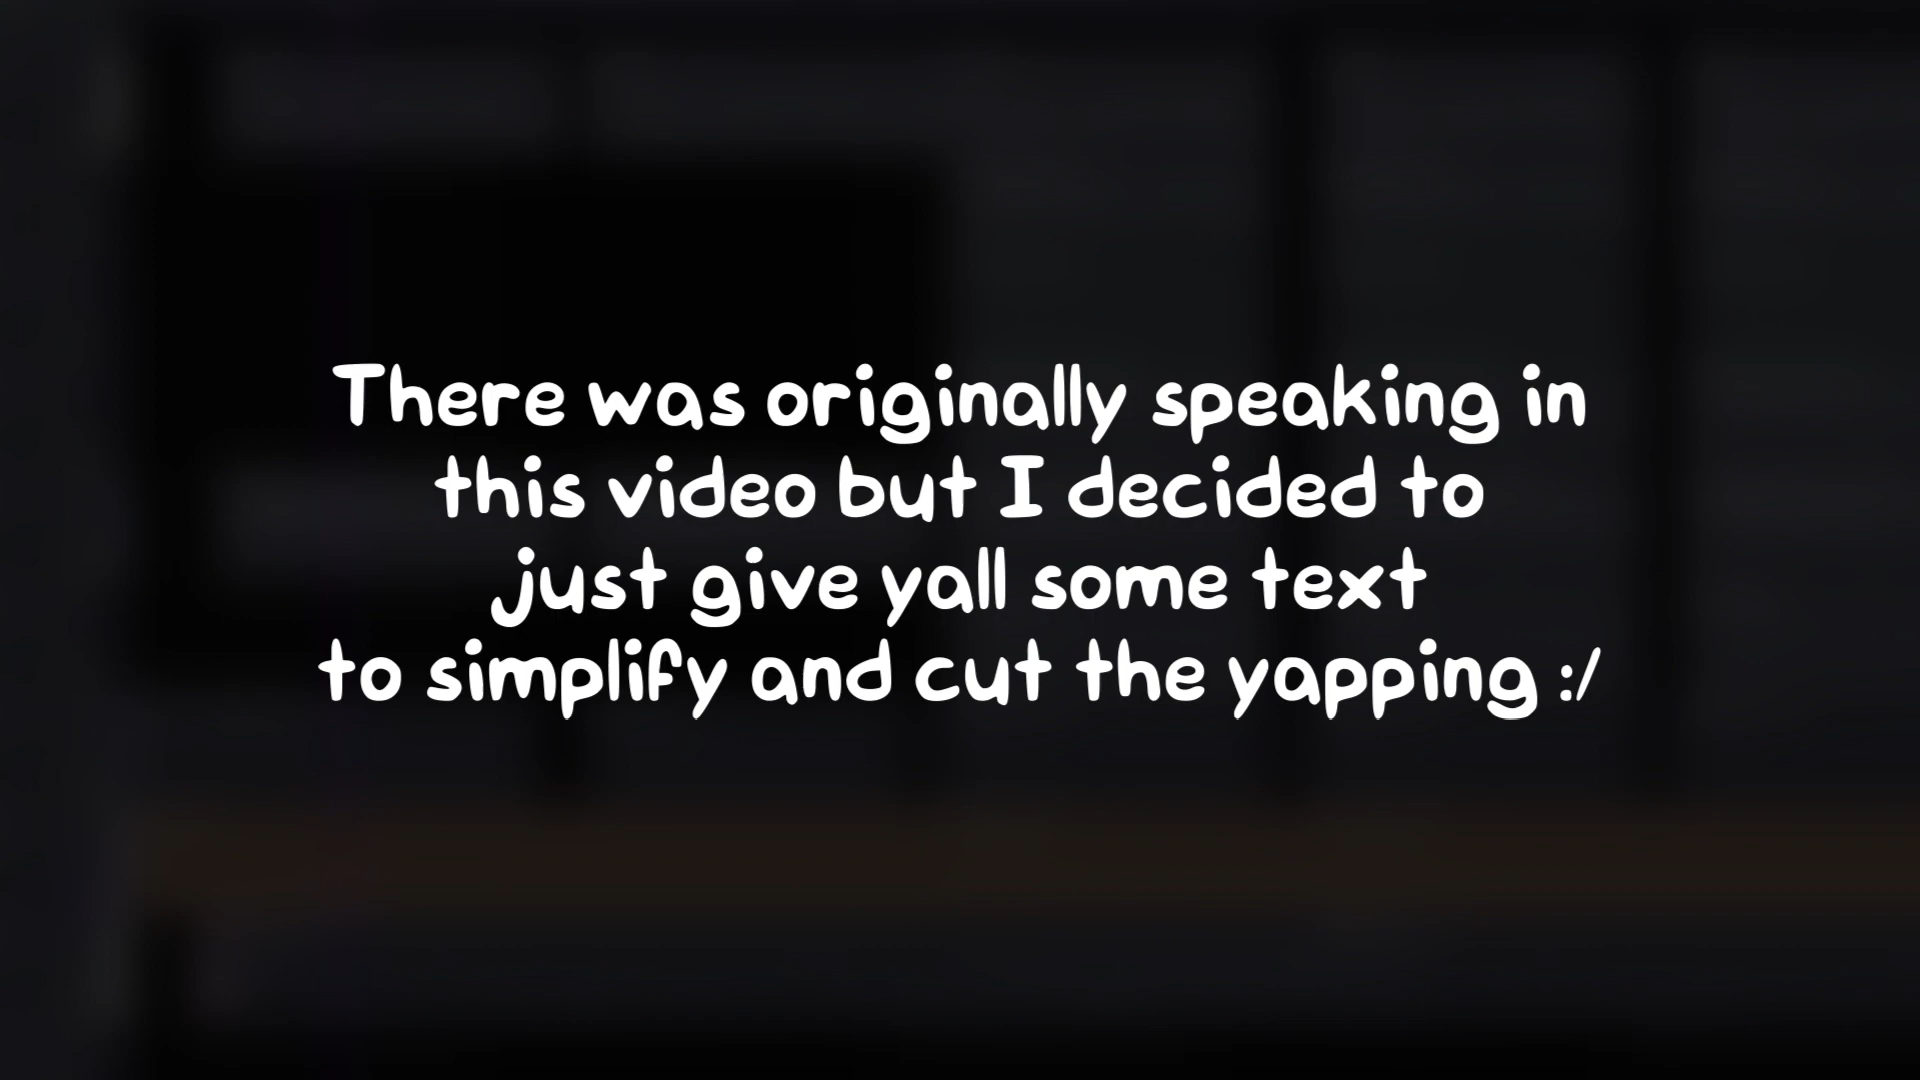 There was originally speaking in
this video but I decided to
just give yall some text
to simplify and cut the yapping :/